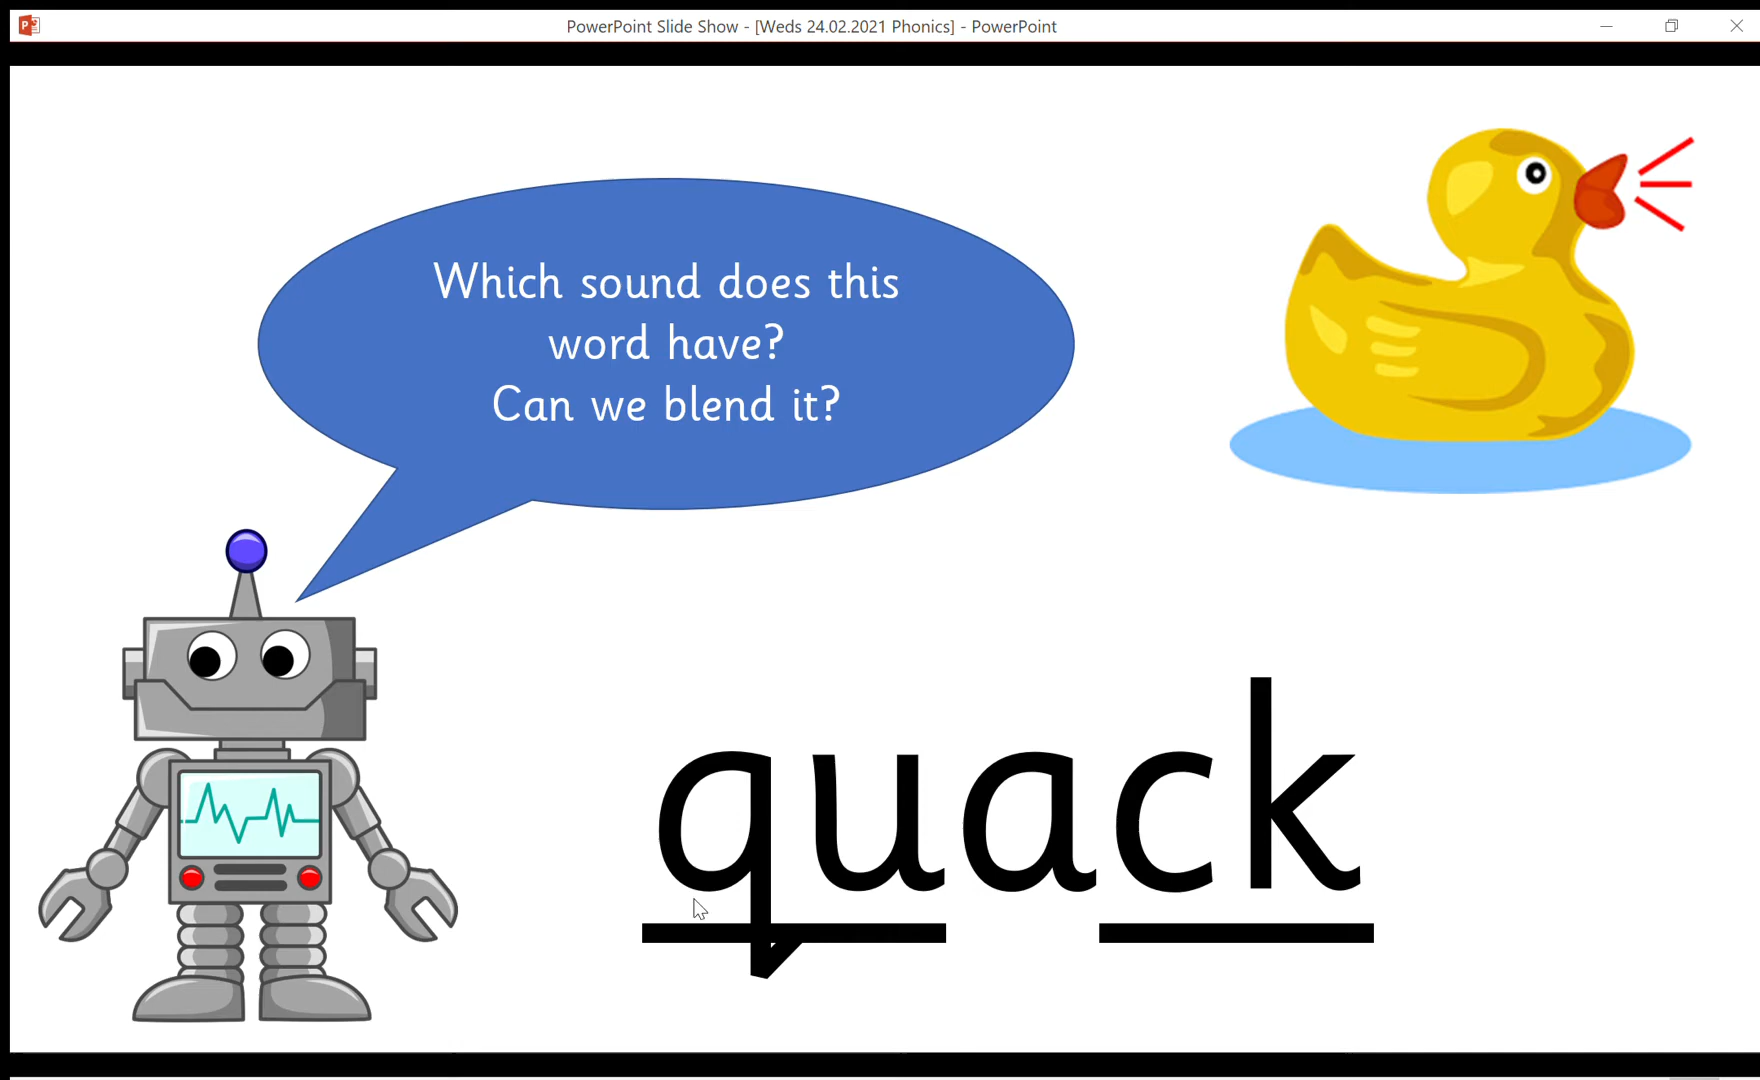 PowerPoint Slide Show - [Weds 24.02.2021 Phonics] - PowerPoint
Which sound does this
word have?
Can we blend it?
quack